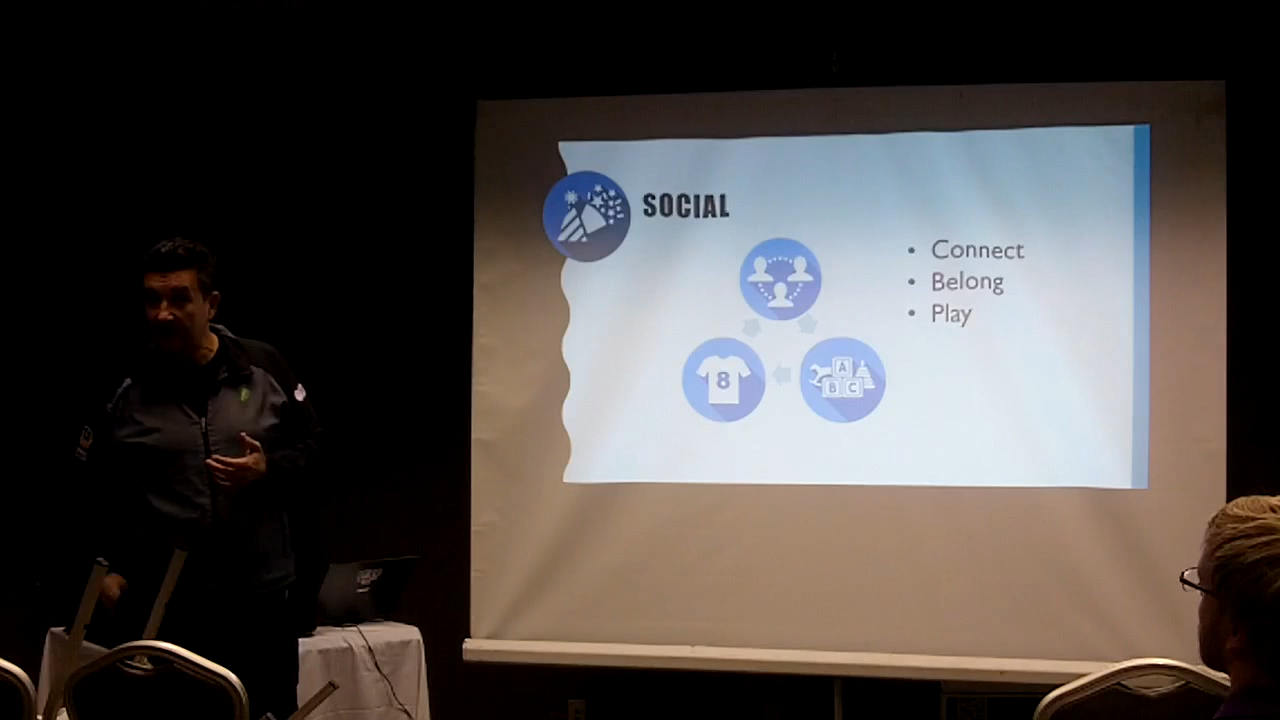 SOCIAL
• Connect
• Belong
• Play
8
A
B C